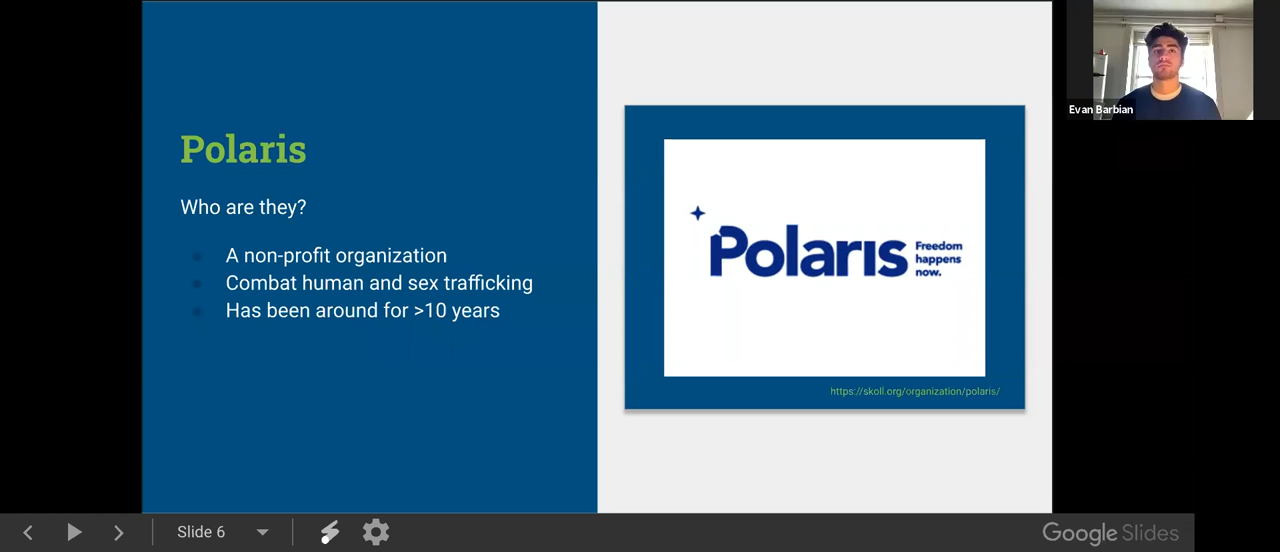 Polaris
Who are they?
A non-profit organization
Combat human and sex trafficking
Has been around for >10 years
Polaris
Freedom
happens
now.
https://skoll.org/organization/polaris/
Evan Barbian
Slide 6
Google Slides